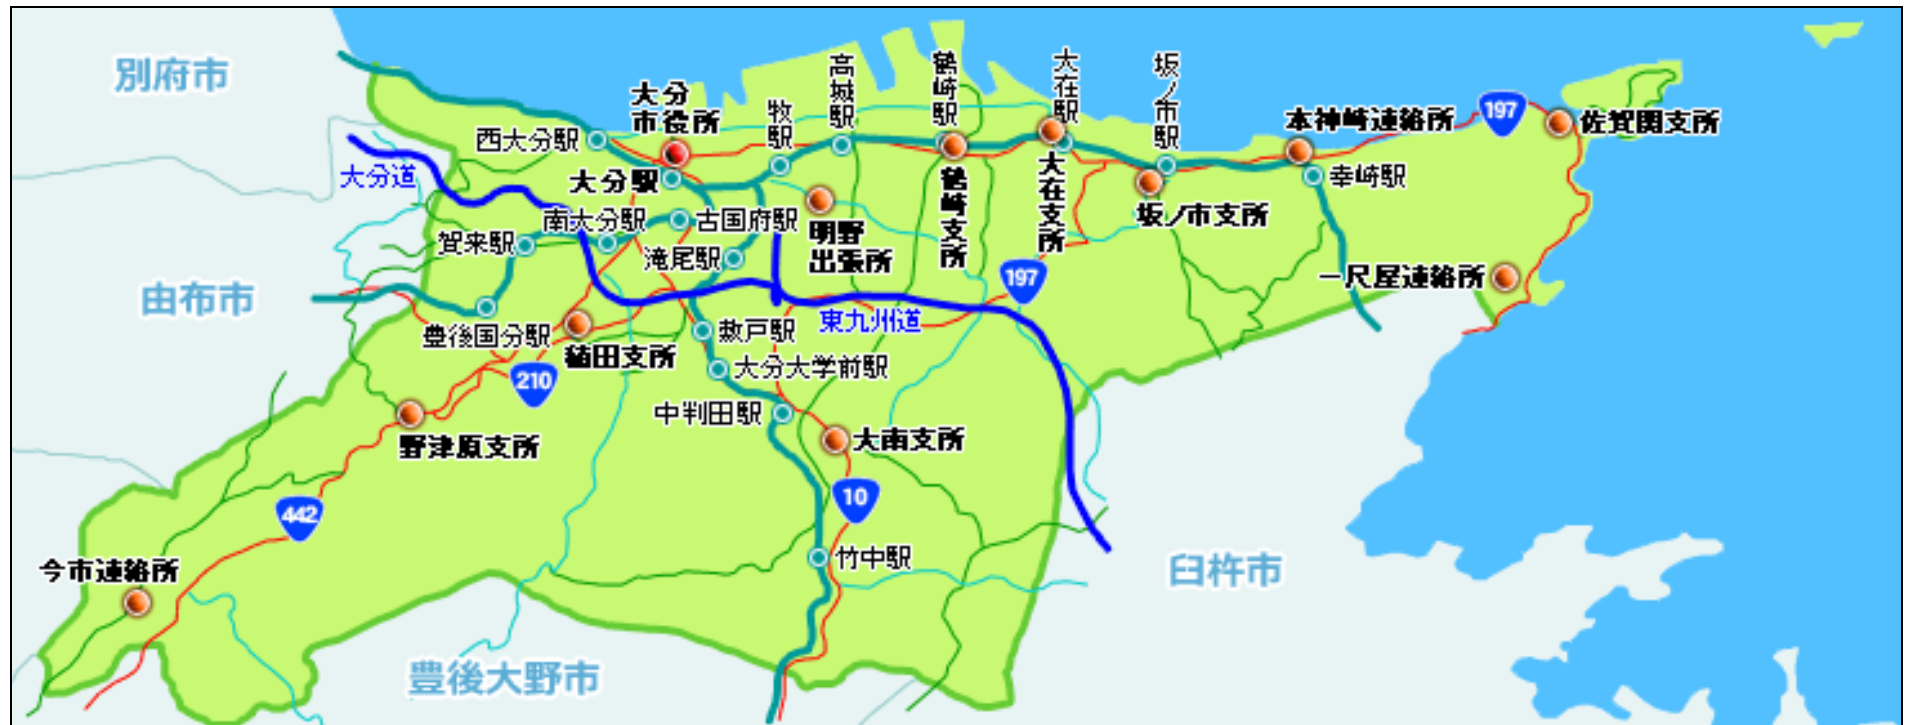 別府市
大分
市役所
西大分駅
牧駅
高城駅
鶴崎駅
大在駅
坂ノ市駅
本神崎連絡所
197
佐賀関支所
大分道
大分駅
幸崎駅
南大分駅
古国府駅
明野
出張所
鶴崎支所
大在支所
坂ノ市支所
賀来駅
滝尾駅
197
一尺屋連絡所
由布市
豊後国分駅
稙田支所
敷戸駅
東九州道
210
大分大学前駅
中判田駅
野津原支所
大南支所
442
10
今市連絡所
竹中駅
臼杵市
豊後大野市